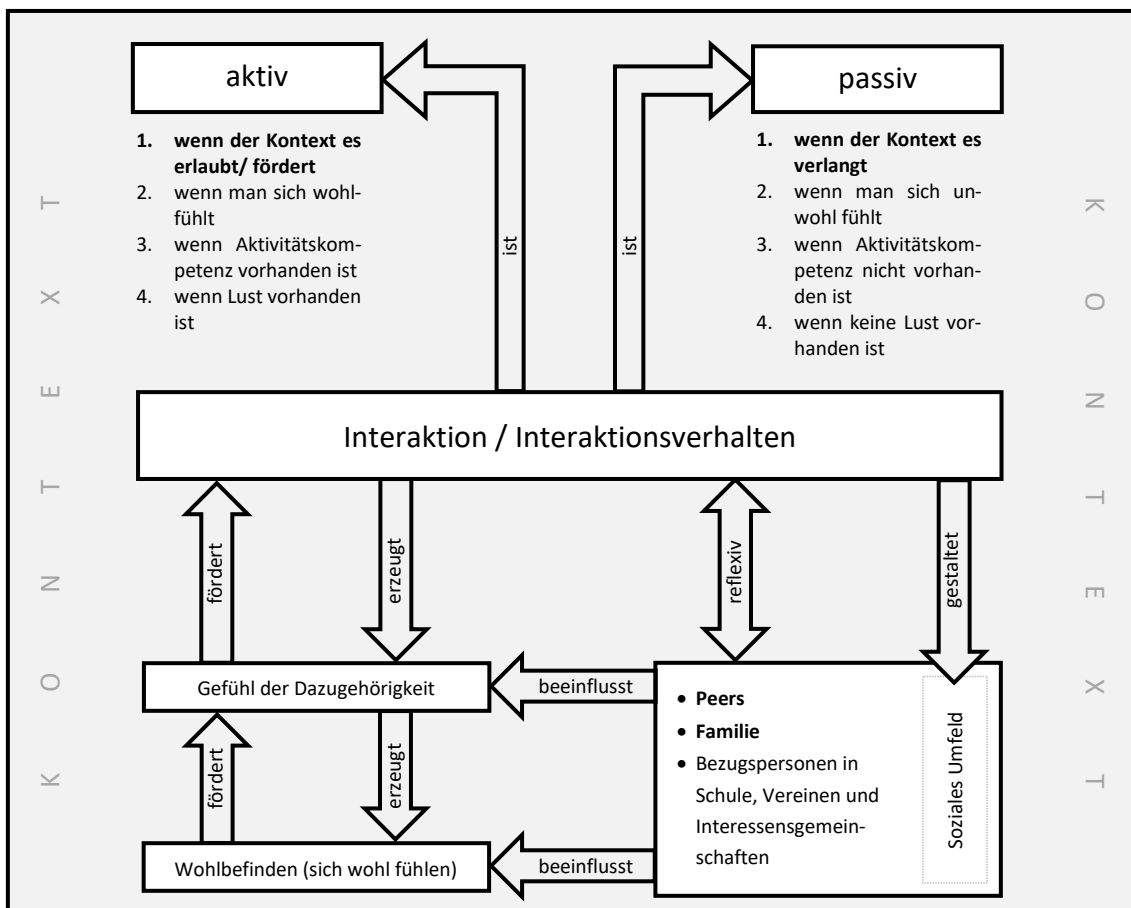 aktiv
passiv
1. wenn der Kontext es
erlaubt/ fördert
2. wenn man sich wohl-
fühlt
3. wenn Aktivitätskom-
petenz vorhanden ist
4. wenn Lust vorhanden
ist
1. wenn der Kontext es
verlangt
2. wenn man sich un-
wohl fühlt
3. wenn Aktivitätskom-
petenz nicht vorhan-
den ist
4. wenn keine Lust vor-
handen ist
ist
ist
KONTEXT
KONTEXT
Interaktion / Interaktionsverhalten
fördert
erzeugt
reflexiv
gestaltet
Gefühl der Dazugehörigkeit
beeinflusst
• Peers
• Familie
• Bezugspersonen in
Schule, Vereinen und
Interessensgemein-
schaften
Soziales Umfeld
fördert
erzeugt
Wohlbefinden (sich wohl fühlen)
beeinflusst